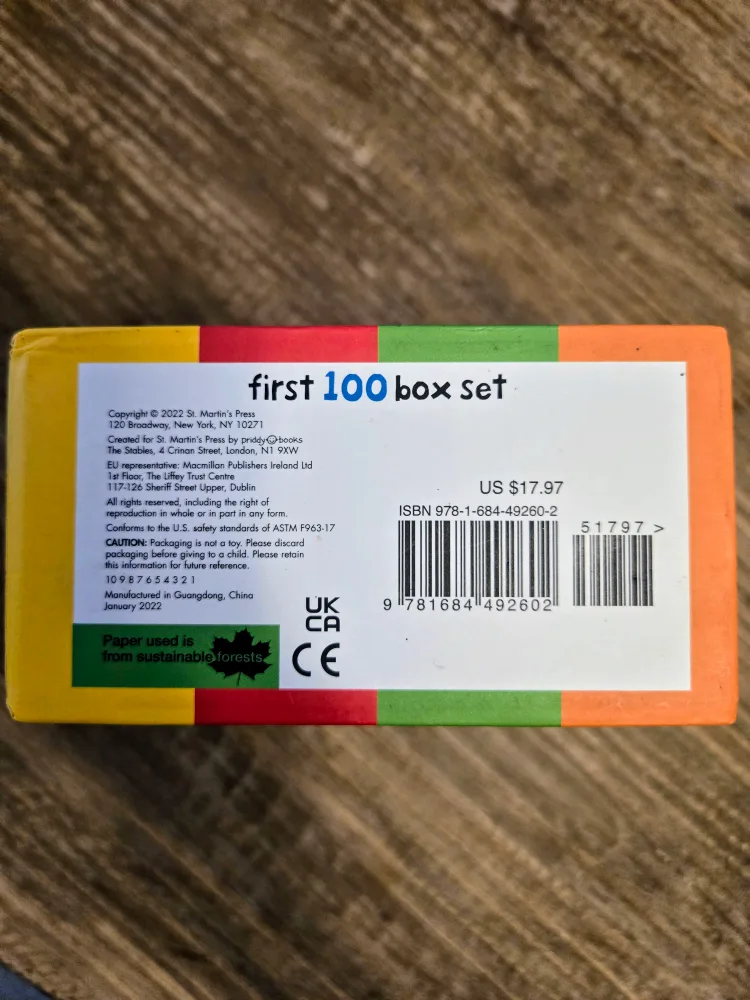 first 100 box set
Copyright © 2022 St. Martin's Press
120 Broadway, New York, NY 10271
Created for St. Martin's Press by priddy books
The Stables, 4 Crinan Street, London, N1 9XW
EU representative: Macmillan Publishers Ireland Ltd
1st Floor, The Liffey Trust Centre
117-126 Sheriff Street Upper, Dublin
All rights reserved, including the right of
reproduction in whole or in part in any form.
Conforms to the U.S. safety standards of ASTM F963-17
CAUTION: Packaging is not a toy. Please discard
packaging before giving to a child. Please retain
this information for future reference.
10 9 8 7 6 5 4 3 2 1
Manufactured in Guangdong, China
January 2022
Paper used is
from sustainable forests.
UK
CA
CE
US $17.97
ISBN 978-1-684-49260-2
51797 >
9 781684 492602